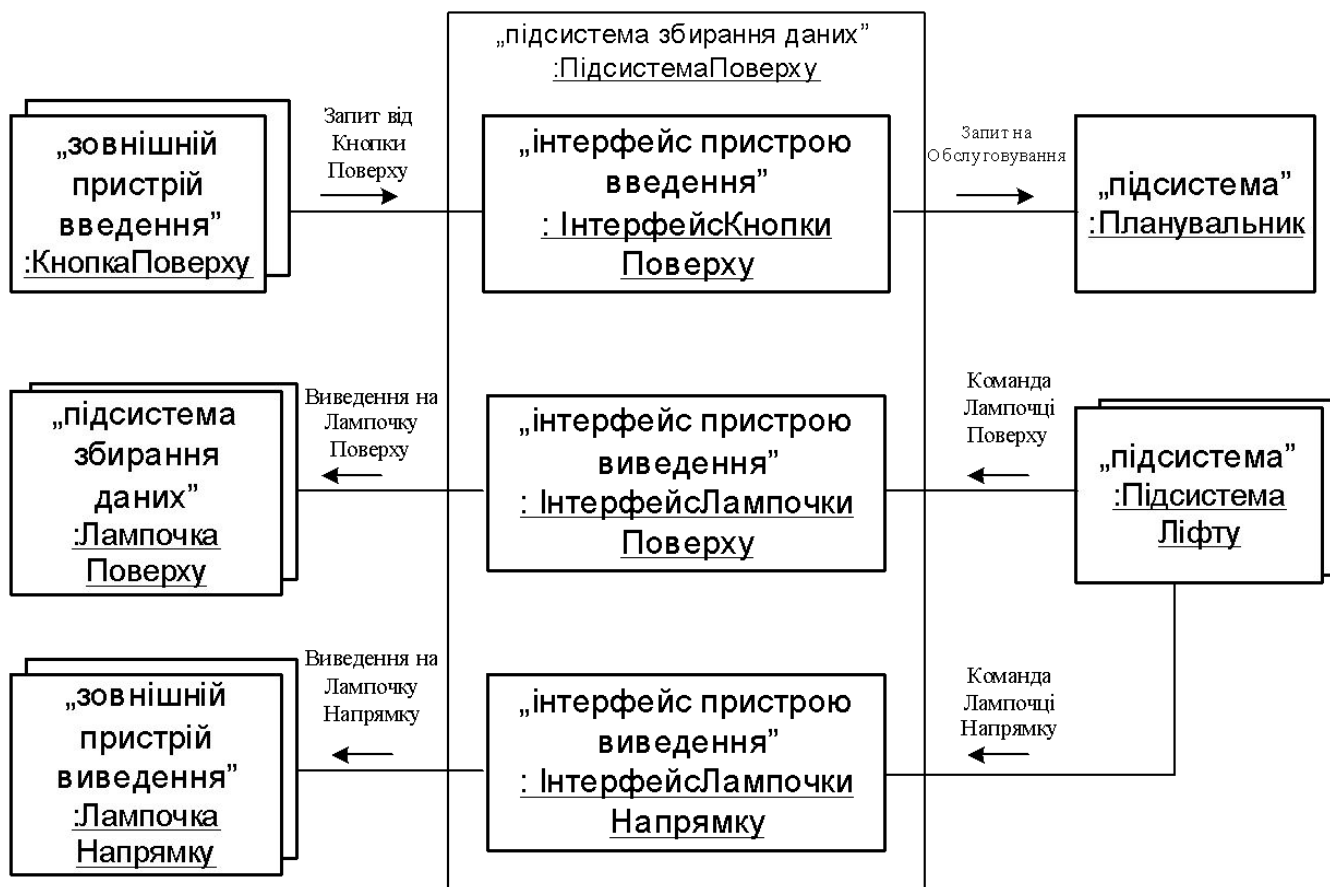 „підсистема збирання даних”
:ПідсистемаПоверху
„зовнішній
пристрій
введення”
:КнопкаПоверху
Запит від
Кнопки
Поверху
„інтерфейс пристрою
введення”
: ІнтерфейсКнопки
Поверху
Запит на
Обслуговування
„підсистема”
:Планувальник
„підсистема
збирання
даних”
:Лампочка
Поверху
Виведення на
Лампочку
Поверху
„інтерфейс пристрою
виведення”
: ІнтерфейсЛампочки
Поверху
Команда
Лампочці
Поверху
„підсистема”
:Підсистема
Ліфту
„зовнішній
пристрій
виведення”
:Лампочка
Напрямку
Виведення на
Лампочку
Напрямку
„інтерфейс пристрою
виведення”
: ІнтерфейсЛампочки
Напрямку
Команда
Лампочці
Напрямку